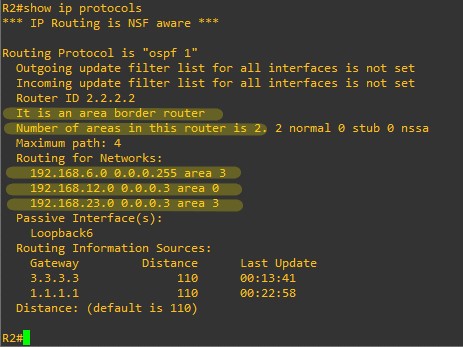 R2#show ip protocols
*** IP Routing is NSF aware ***
Routing Protocol is "ospf 1"
Outgoing update filter list for all interfaces is not set
Incoming update filter list for all interfaces is not set
Router ID 2.2.2.2
It is an area border router
Number of areas in this router is 2. 2 normal 0 stub 0 nssa
Maximum path: 4
Routing for Networks:
192.168.6.0 0.0.0.255 area 3
192.168.12.0 0.0.0.3 area 0
192.168.23.0 0.0.0.3 area 3
Passive Interface(s):
Loopback6
Routing Information Sources:
Gateway Distance Last Update
3.3.3.3 110 00:13:41
1.1.1.1 110 00:22:58
Distance: (default is 110)
R2#